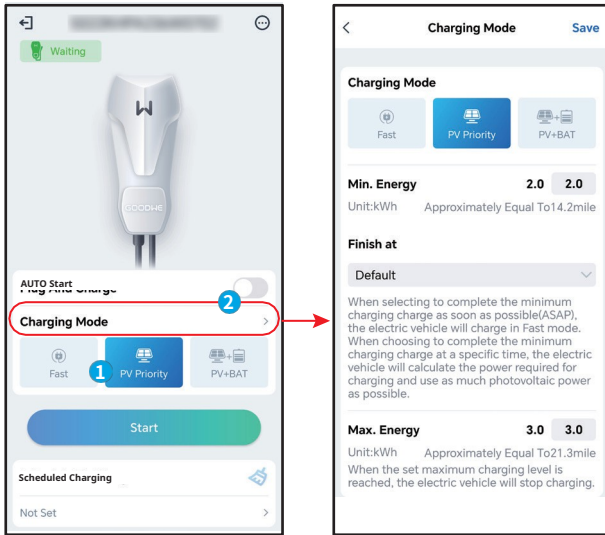 Waiting
GOODWE
AUTO Start
Plug And Charge
2
Charging Mode
Fast
1
PV Priority
PV+BAT
Start
Scheduled Charging
Not Set
Charging Mode
Save
Charging Mode
Fast
PV Priority
PV+BAT
Min. Energy 2.0 2.0
Unit:kWh Approximately Equal To14.2mile
Finish at
Default
When selecting to complete the minimum
charging charge as soon as possible(ASAP),
the electric vehicle will charge in Fast mode.
When choosing to complete the minimum
charging charge at a specific time, the electric
vehicle will calculate the power required for
charging and use as much photovoltaic power
as possible.
Max. Energy 3.0 3.0
Unit:kWh Approximately Equal To21.3mile
When the set maximum charging level is
reached, the electric vehicle will stop charging.